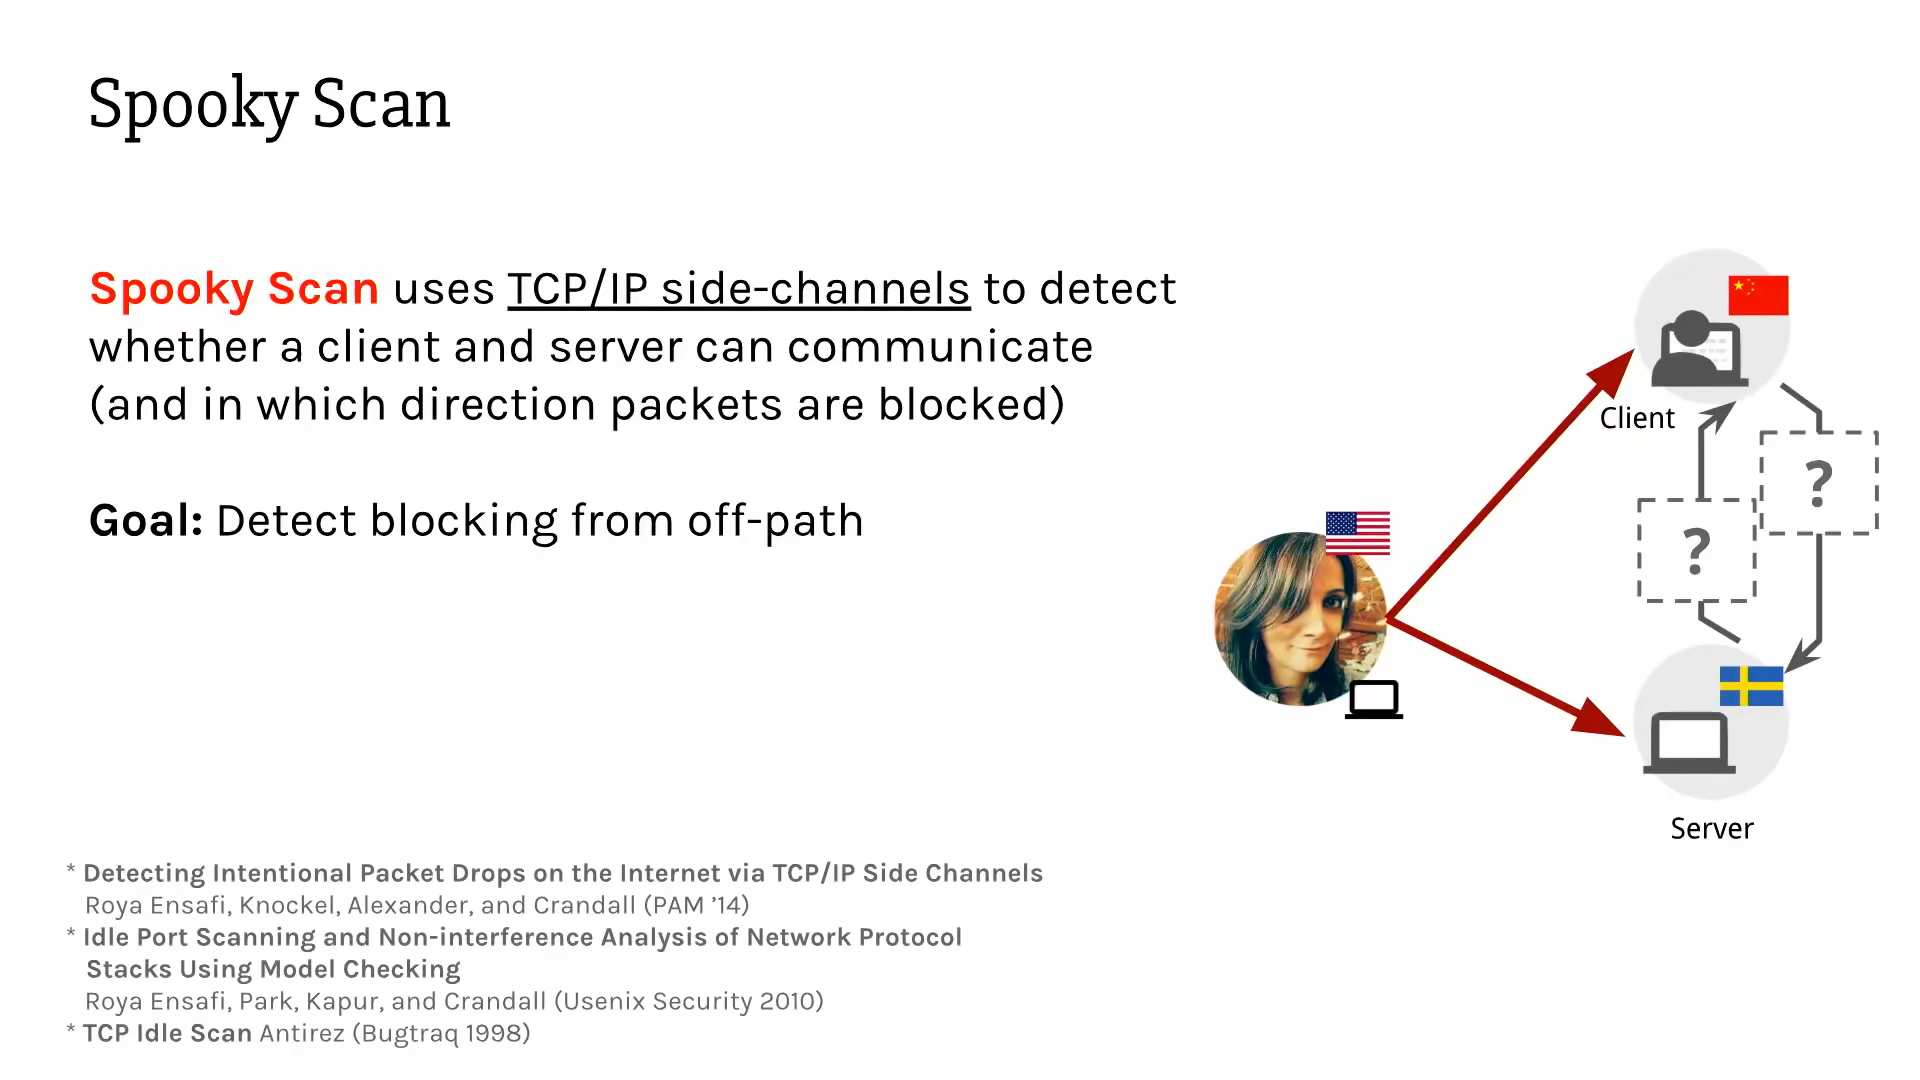 Spooky Scan
Spooky Scan uses TCP/IP side-channels to detect
whether a client and server can communicate
(and in which direction packets are blocked)
Goal: Detect blocking from off-path
Client
?
?
Server
* Detecting Intentional Packet Drops on the Internet via TCP/IP Side Channels
Roya Ensafi, Knockel, Alexander, and Crandall (PAM ’14)
* Idle Port Scanning and Non-interference Analysis of Network Protocol
Stacks Using Model Checking
Roya Ensafi, Park, Kapur, and Crandall (Usenix Security 2010)
* TCP Idle Scan Antirez (Bugtraq 1998)